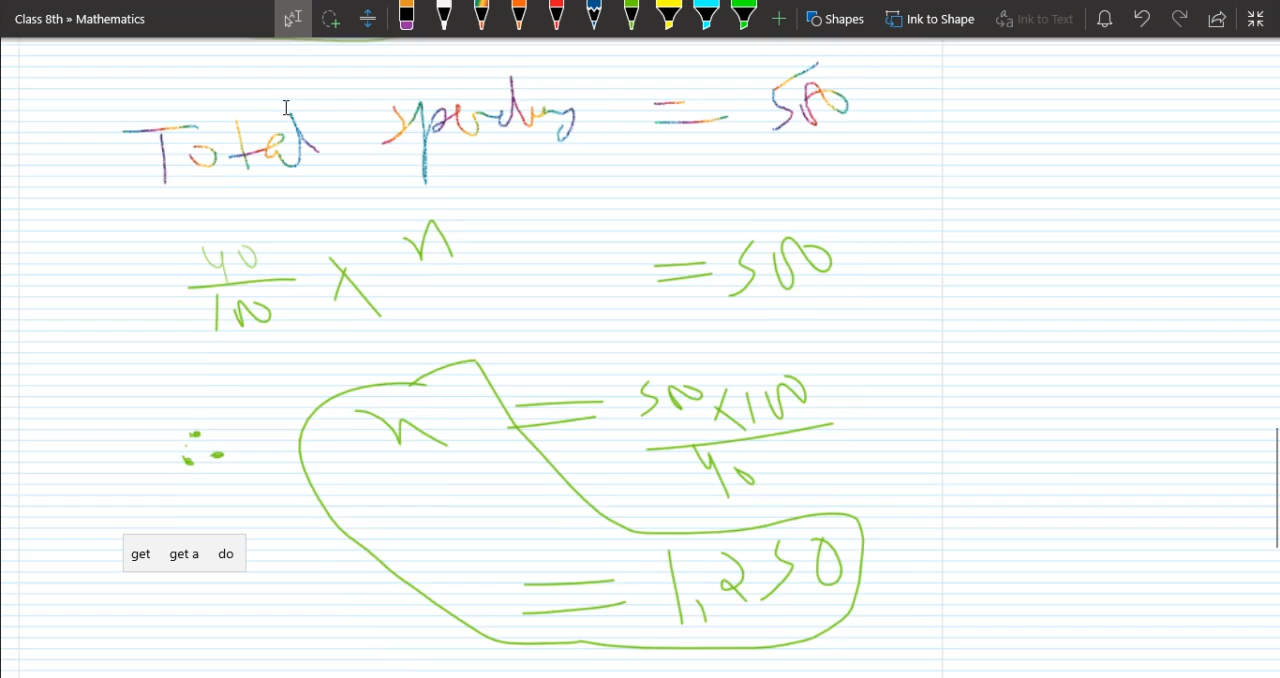 Class 8th » Mathematics
Shapes
Ink to Shape
Ink to Text
Total spending = 500
40/100 × n = 500
∴ n = 500×100/40
get get a do
= 1,250